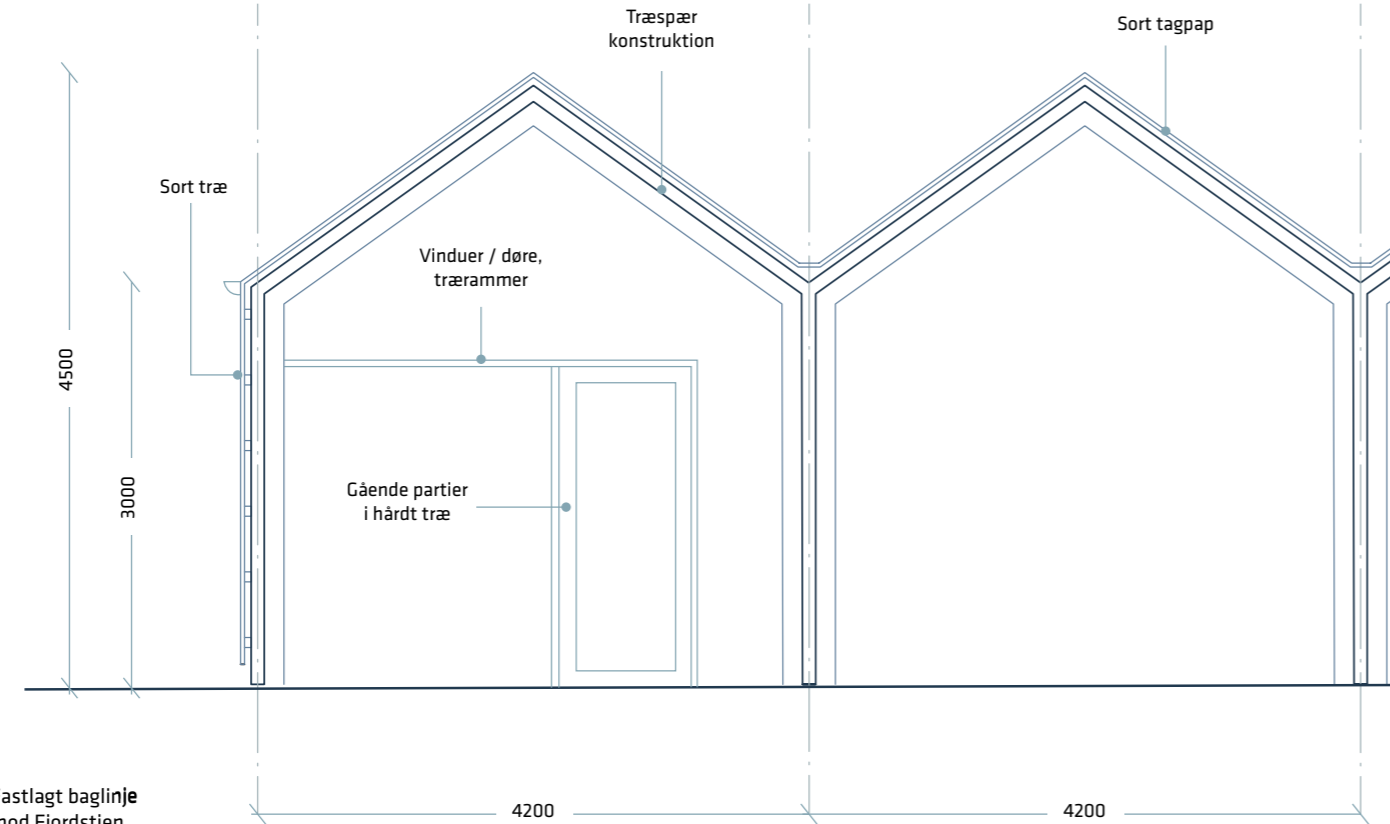 Træspær
konstruktion
Sort tagpap
Sort træ
Vinduer / døre,
trærammer
4500
3000
Gående partier
i hårdt træ
4200
4200
astlagt baglinje
Fjordstien